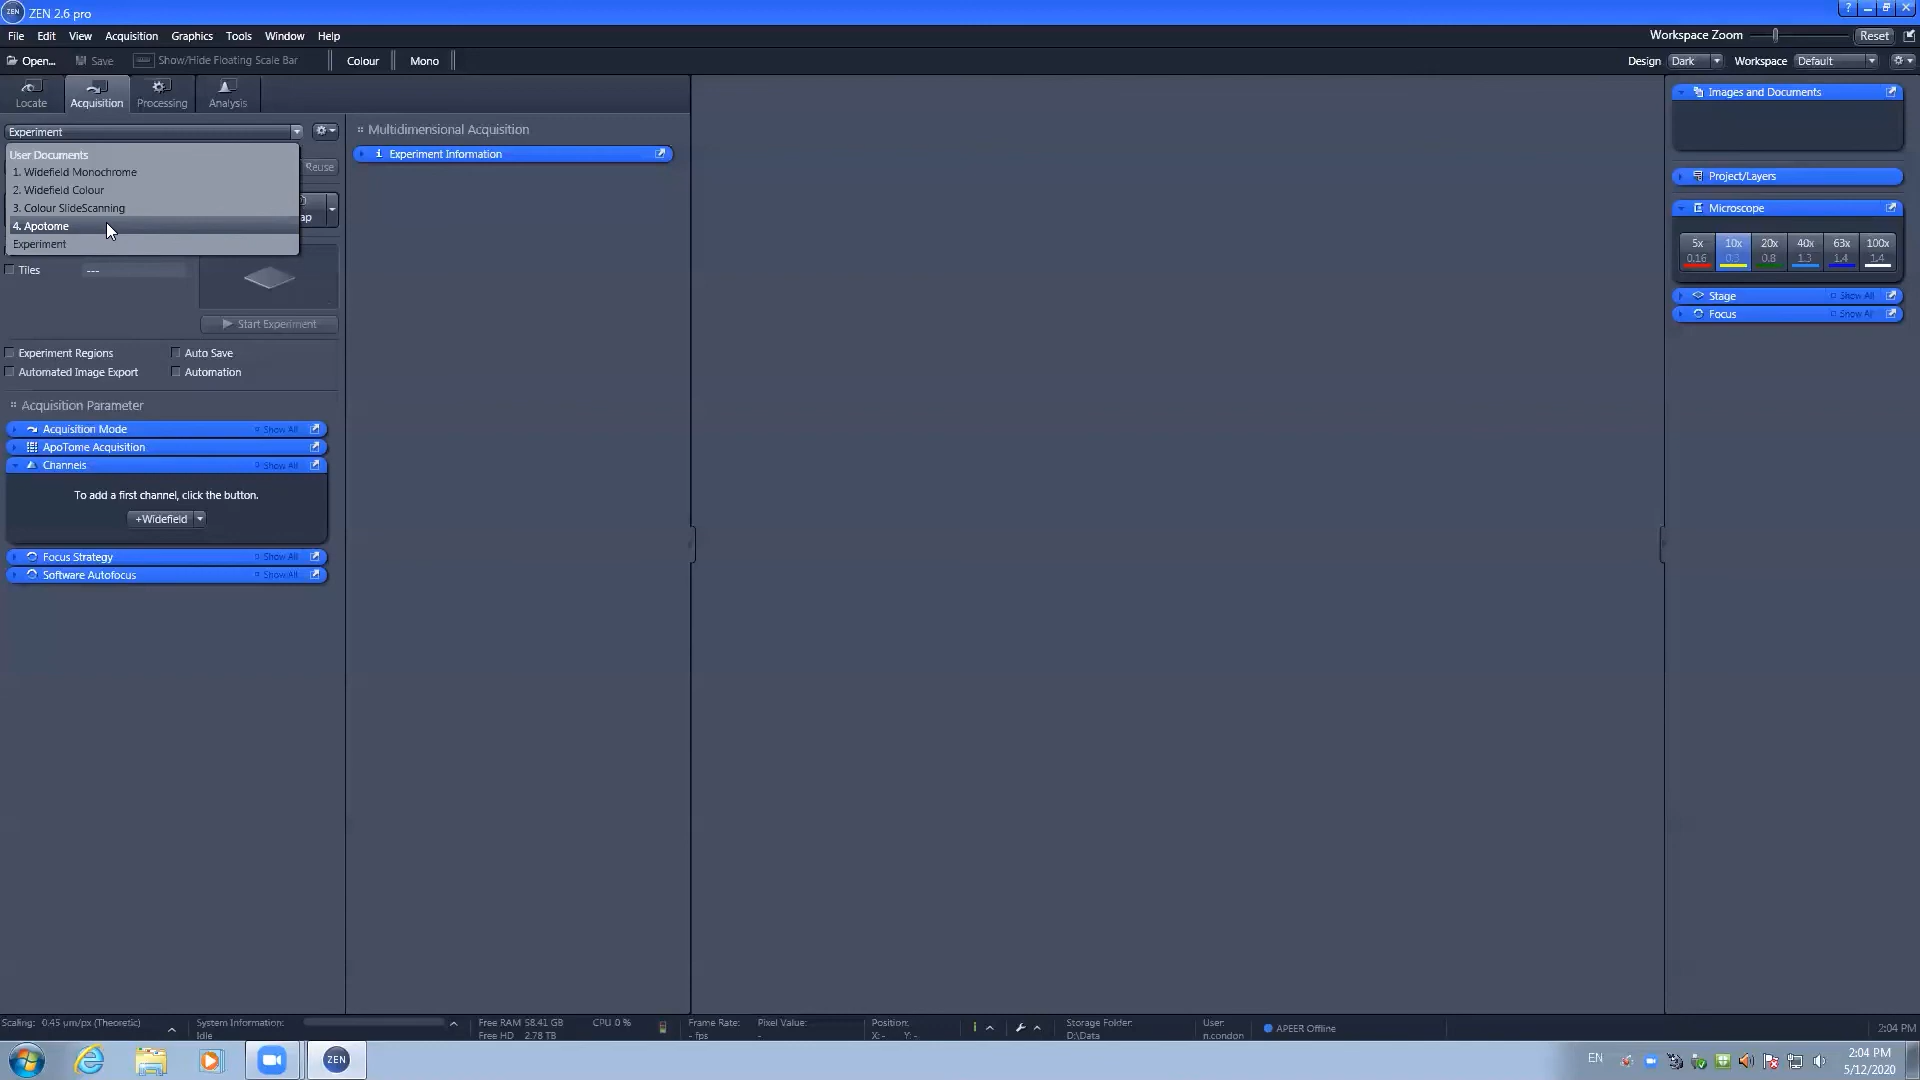 ZEN ZEN 2.6 pro
File Edit View Acquisition Graphics Tools Window Help
Workspace Zoom Reset
Open... Save Show/Hide Floating Scale Bar Colour Mono
Design Dark Workspace Default
Locate Acquisition Processing Analysis
Experiment
User Documents
1. Widefield Monochrome
2. Widefield Colour
3. Colour SlideScanning
4. Apotome
Experiment
Reuse
ap
Tiles ---
Start Experiment
Experiment Regions Auto Save
Automated Image Export Automation
Acquisition Parameter
Acquisition Mode Show All
ApoTome Acquisition
Channels Show All
To add a first channel, click the button.
+Widefield
Focus Strategy Show All
Software Autofocus Show All
Multidimensional Acquisition
i Experiment Information
Images and Documents
Project/Layers
Microscope
5x 10x 20x 40x 63x 100x
0.16 0.3 0.8 1.3 1.4 1.4
Stage Show All
Focus Show All
Scaling: 0.45 µm/px (Theoretic)
System Information:
Idle
Free RAM 58.41 GB
Free HD 2.78 TB
CPU 0 %
Frame Rate:
- fps
Pixel Value:
-
Position:
X:- Y: -
i
Storage Folder:
D:\Data
User:
n.condon
APEER Offline
2:04 PM
ZEN
EN
2:04 PM
5/12/2020